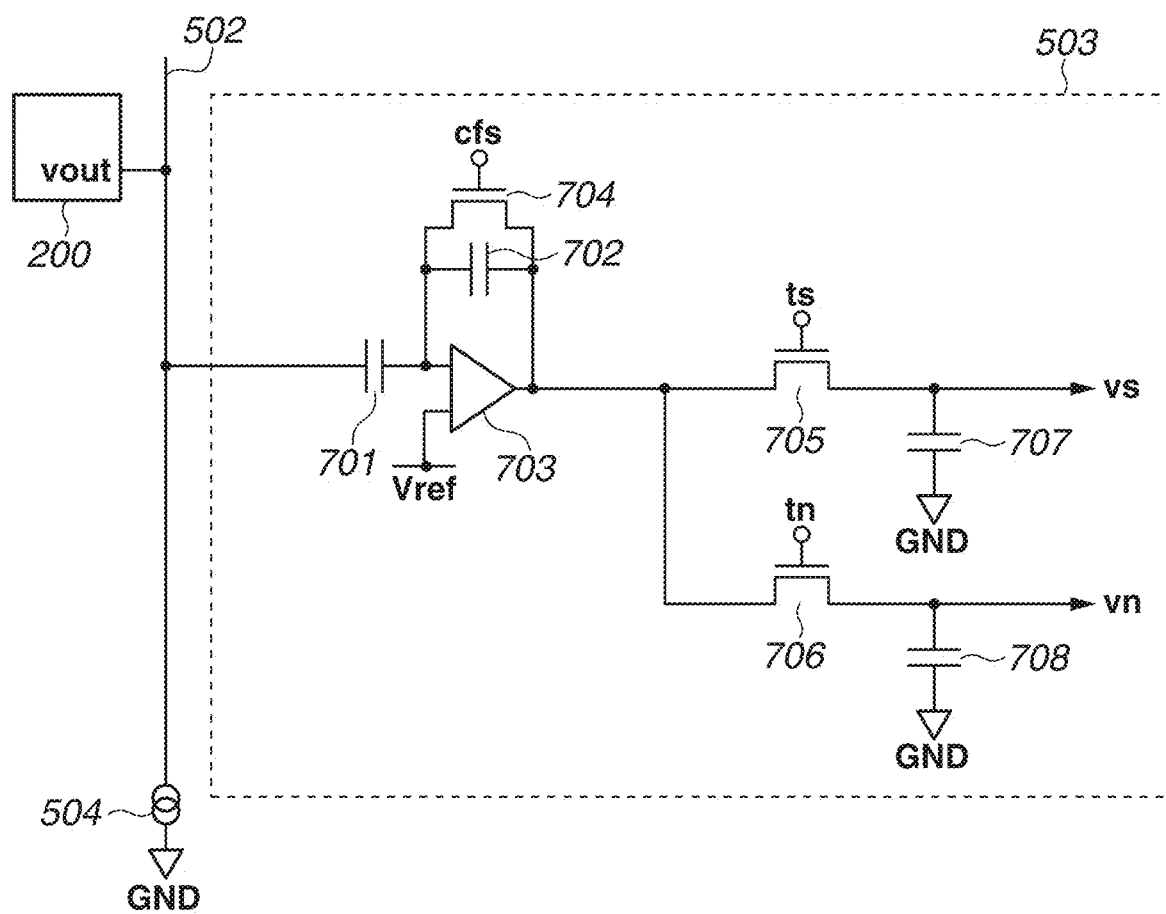 502
503
vout
200
cfs
704
702
701
Vref
703
ts
705
vs
707
GND
tn
706
vn
708
GND
504
GND